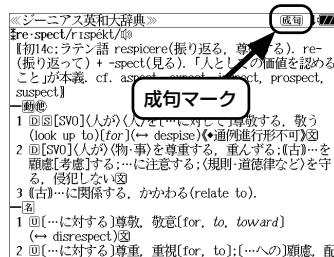 ≪ジーニアス英和大辞典≫ 成句
‡re·spect/rɪspékt/
〖初14c；ラテン語 respicere（振り返る，尊する）．re-
（振り返って）＋-spect（見る）．「人としての価値を認める
こと」が本義．cf. aspect, expect, inspect, prospect,
suspect〗
成句マーク
―動他
1 D S［SVO］〈人が〉〈人〉を［…に対して］尊敬する，敬う
（look up to）［for］（↔ despise）《◆通例進行形不可》図
2 D［SVO］〈人が〉〈物・事〉を尊重する，重んずる；《古》…を
顧慮［考慮］する；…に注意する；〈規則・道徳律など〉を守
る，侵犯しない図
3 《古》…に関係する，かかわる（relate to）．
―名
1 U［…に対する］尊敬，敬意［for, to, toward］
（↔ disrespect）図
2 U［…に対する］尊重，重視［for, to］；［…への］顧慮，配